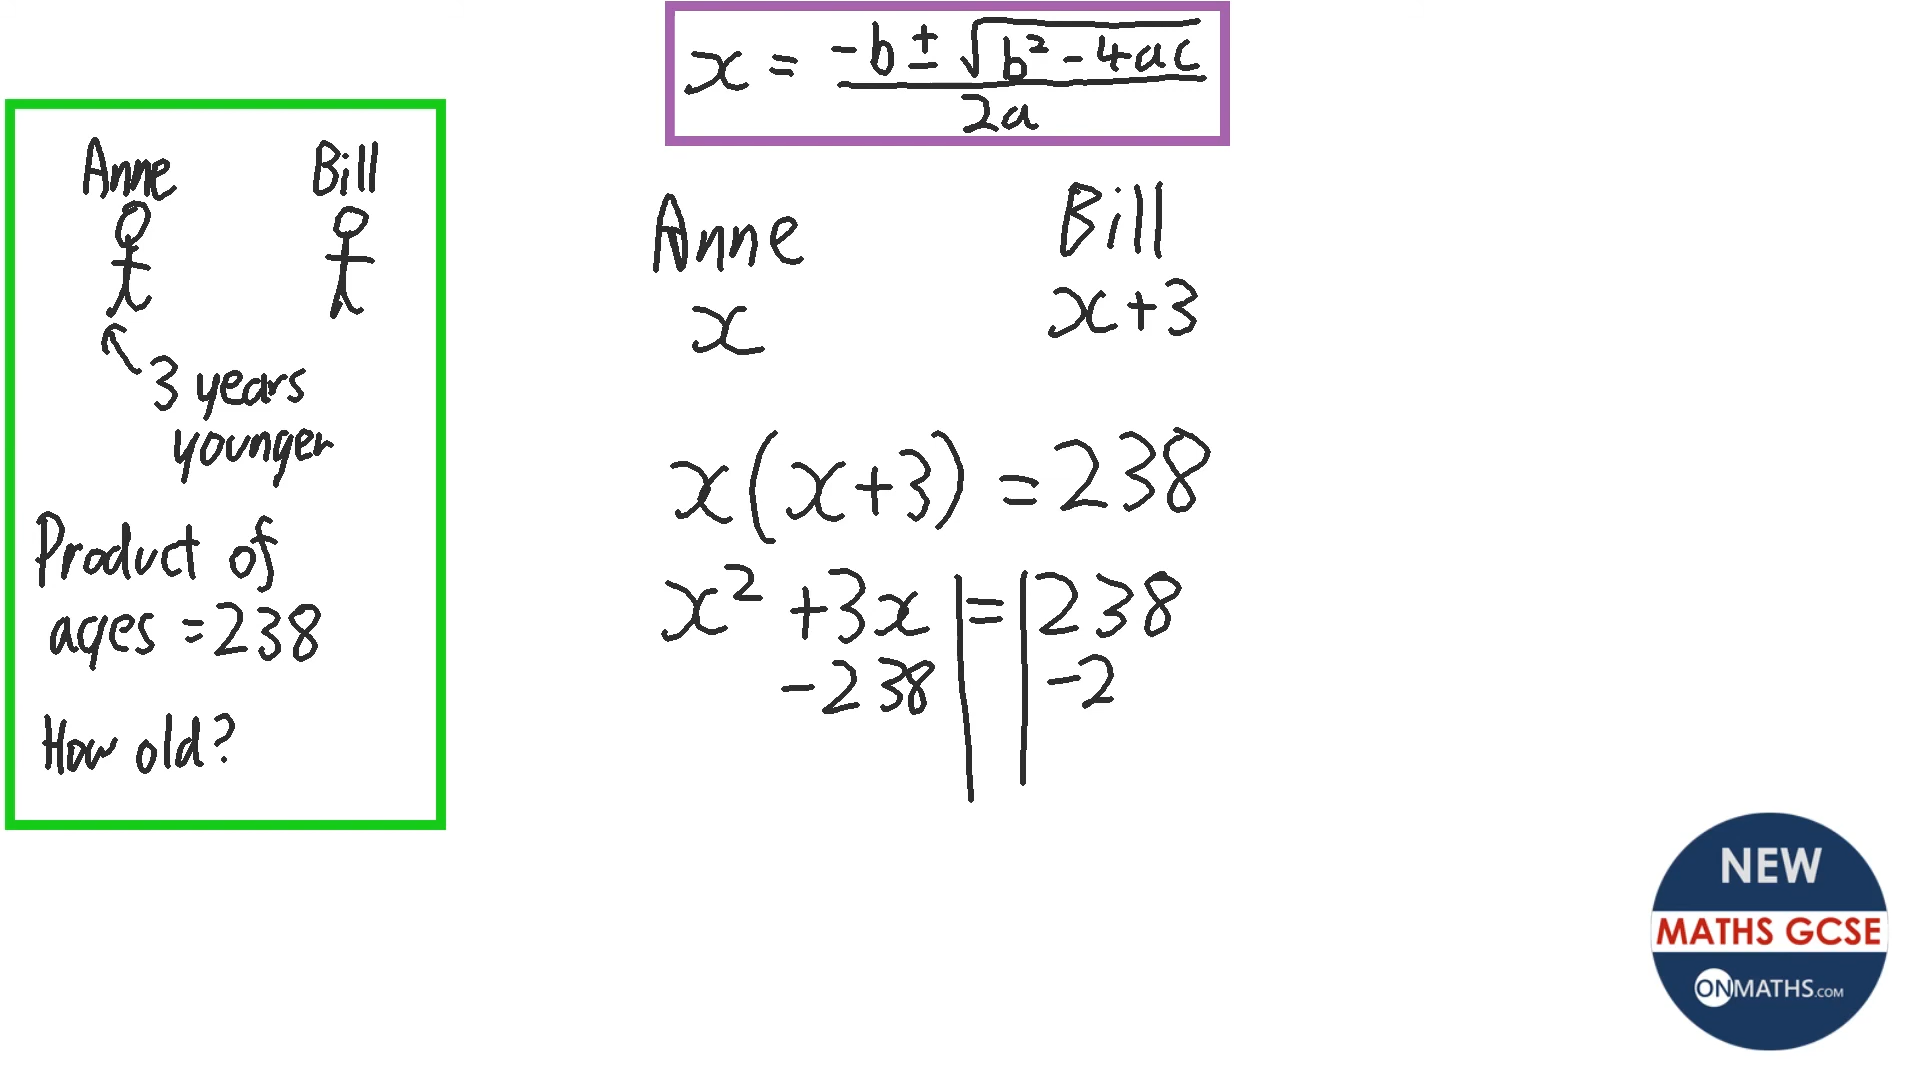 x = -b ± √b² - 4ac / 2a
Anne Bill
3 years
younger
Product of
ages = 238
How old?
Anne Bill
x x+3
x(x+3) = 238
x² +3x = 238
-238 -2
NEW
MATHS GCSE
ONMATHS.COM